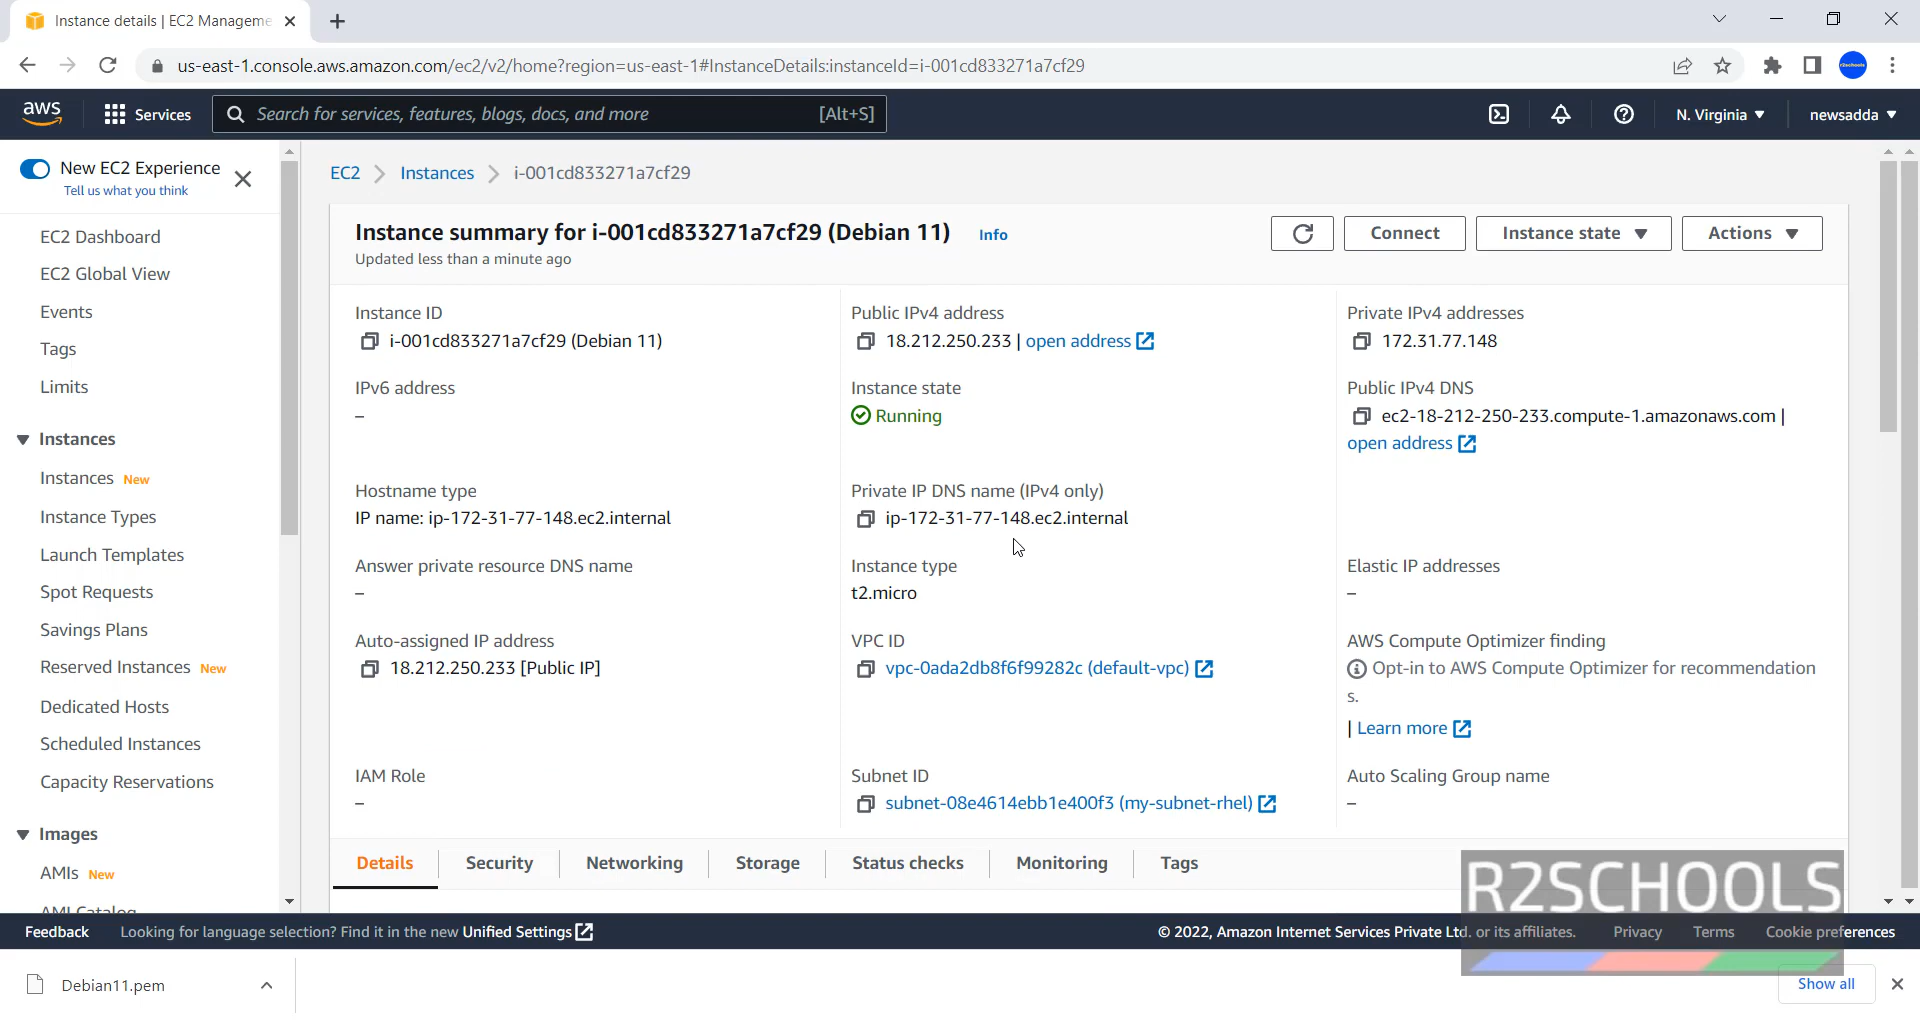 Instance details | EC2 Manageme
us-east-1.console.aws.amazon.com/ec2/v2/home?region=us-east-1#InstanceDetails:instanceId=i-001cd833271a7cf29
r2schools
aws
Services
Search for services, features, blogs, docs, and more
[Alt+S]
N. Virginia
newsadda
New EC2 Experience
Tell us what you think
EC2 Dashboard
EC2 Global View
Events
Tags
Limits
Instances
Instances New
Instance Types
Launch Templates
Spot Requests
Savings Plans
Reserved Instances New
Dedicated Hosts
Scheduled Instances
Capacity Reservations
Images
AMIs New
AMI Catalog
EC2 > Instances > i-001cd833271a7cf29
Instance summary for i-001cd833271a7cf29 (Debian 11) Info
Updated less than a minute ago
Connect
Instance state
Actions
Instance ID
i-001cd833271a7cf29 (Debian 11)
Public IPv4 address
18.212.250.233 | open address
Private IPv4 addresses
172.31.77.148
IPv6 address
–
Instance state
Running
Public IPv4 DNS
ec2-18-212-250-233.compute-1.amazonaws.com |
open address
Hostname type
IP name: ip-172-31-77-148.ec2.internal
Private IP DNS name (IPv4 only)
ip-172-31-77-148.ec2.internal
Answer private resource DNS name
–
Instance type
t2.micro
Elastic IP addresses
–
Auto-assigned IP address
18.212.250.233 [Public IP]
VPC ID
vpc-0ada2db8f6f99282c (default-vpc)
AWS Compute Optimizer finding
Opt-in to AWS Compute Optimizer for recommendation
s.
| Learn more
IAM Role
–
Subnet ID
subnet-08e4614ebb1e400f3 (my-subnet-rhel)
Auto Scaling Group name
–
Details
Security
Networking
Storage
Status checks
Monitoring
Tags
R2SCHOOLS
Feedback
Looking for language selection? Find it in the new Unified Settings
© 2022, Amazon Internet Services Private Ltd. or its affiliates.
Privacy
Terms
Cookie preferences
Debian11.pem
Show all